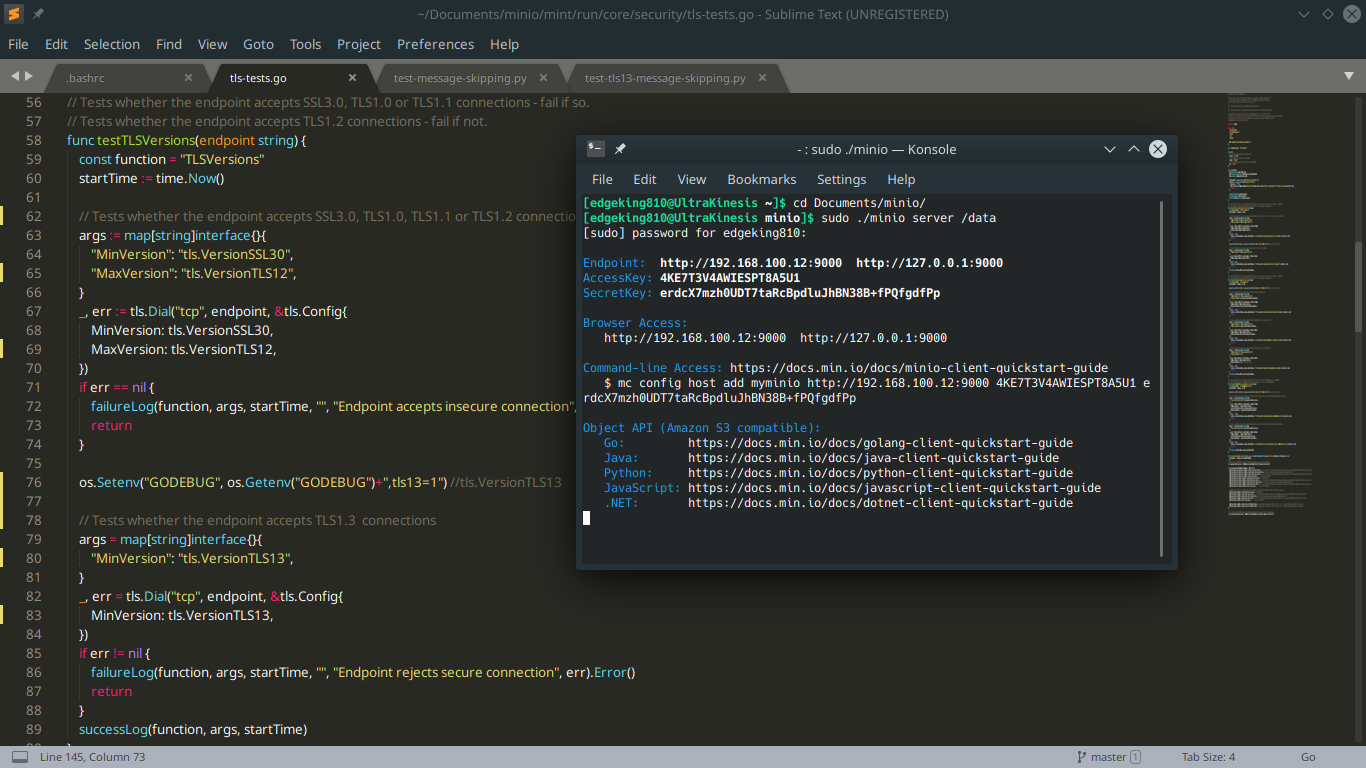 ~/Documents/minio/mint/run/core/security/tls-tests.go - Sublime Text (UNREGISTERED)
File Edit Selection Find View Goto Tools Project Preferences Help
.bashrc tls-tests.go test-message-skipping.py test-tls13-message-skipping.py
56 // Tests whether the endpoint accepts SSL3.0, TLS1.0 or TLS1.1 connections - fail if so.
57 // Tests whether the endpoint accepts TLS1.2 connections - fail if not.
58 func testTLSVersions(endpoint string) {
59 const function = "TLSVersions"
60 startTime := time.Now()
61
62 // Tests whether the endpoint accepts SSL3.0, TLS1.0, TLS1.1 or TLS1.2 connectio
63 args := map[string]interface{}{
64 "MinVersion": "tls.VersionSSL30",
65 "MaxVersion": "tls.VersionTLS12",
66 }
67 _, err := tls.Dial("tcp", endpoint, &tls.Config{
68 MinVersion: tls.VersionSSL30,
69 MaxVersion: tls.VersionTLS12,
70 })
71 if err == nil {
72 failureLog(function, args, startTime, "", "Endpoint accepts insecure connection",
73 return
74 }
75
76 os.Setenv("GODEBUG", os.Getenv("GODEBUG")+",tls13=1") //tls.VersionTLS13
77
78 // Tests whether the endpoint accepts TLS1.3  connections
79 args = map[string]interface{}{
80 "MinVersion": "tls.VersionTLS13",
81 }
82 _, err = tls.Dial("tcp", endpoint, &tls.Config{
83 MinVersion: tls.VersionTLS13,
84 })
85 if err != nil {
86 failureLog(function, args, startTime, "", "Endpoint rejects secure connection", err).Error()
87 return
88 }
89 successLog(function, args, startTime)
- : sudo ./minio — Konsole
File Edit View Bookmarks Settings Help
[edgeking810@UltraKinesis ~]$ cd Documents/minio/
[edgeking810@UltraKinesis minio]$ sudo ./minio server /data
[sudo] password for edgeking810:
Endpoint:  http://192.168.100.12:9000  http://127.0.0.1:9000
AccessKey: 4KE7T3V4AWIESPT8A5U1
SecretKey: erdcX7mzh0UDT7taRcBpdluJhBN38B+fPQfgdfPp
Browser Access:
http://192.168.100.12:9000  http://127.0.0.1:9000
Command-line Access: https://docs.min.io/docs/minio-client-quickstart-guide
$ mc config host add myminio http://192.168.100.12:9000 4KE7T3V4AWIESPT8A5U1 e
rdcX7mzh0UDT7taRcBpdluJhBN38B+fPQfgdfPp
Object API (Amazon S3 compatible):
Go:         https://docs.min.io/docs/golang-client-quickstart-guide
Java:       https://docs.min.io/docs/java-client-quickstart-guide
Python:     https://docs.min.io/docs/python-client-quickstart-guide
JavaScript: https://docs.min.io/docs/javascript-client-quickstart-guide
.NET:       https://docs.min.io/docs/dotnet-client-quickstart-guide
Line 145, Column 73 master 1 Tab Size: 4 Go